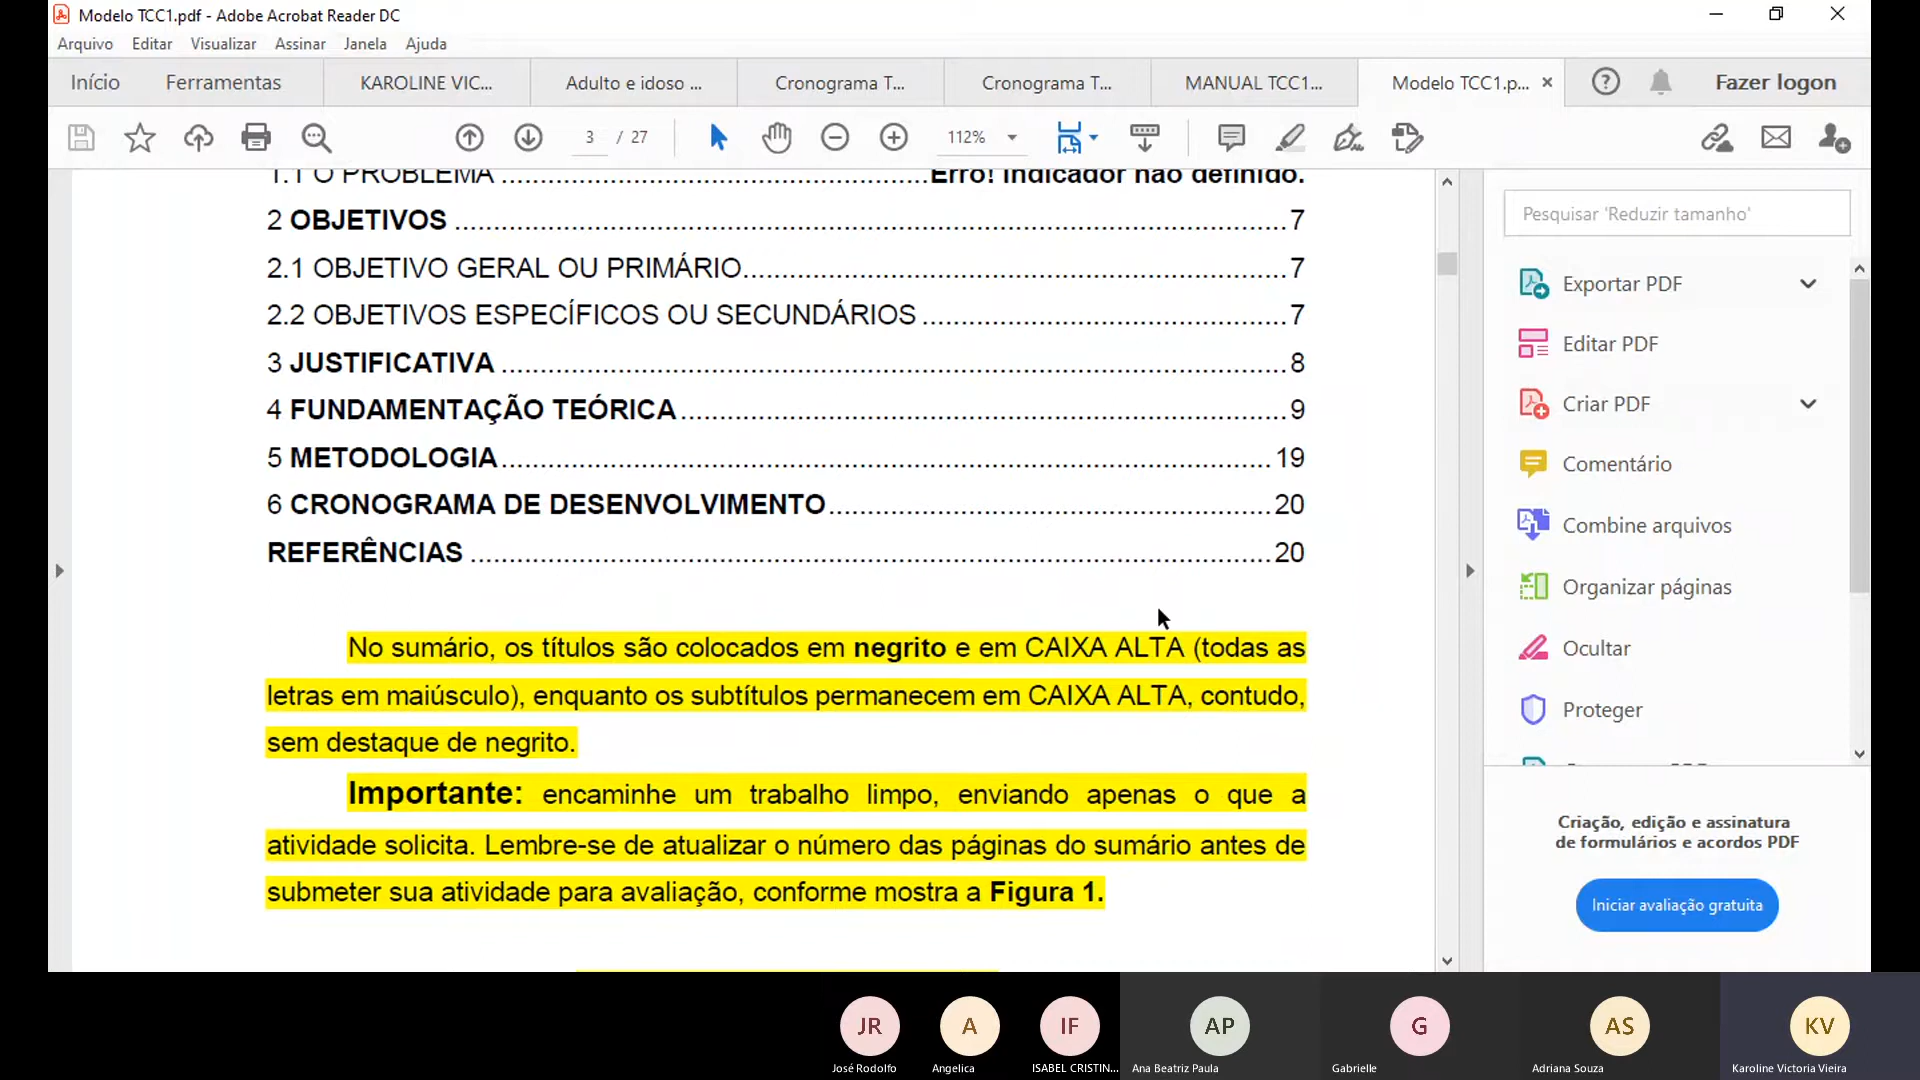 Modelo TCC1.pdf - Adobe Acrobat Reader DC
Arquivo Editar Visualizar Assinar Janela Ajuda
Início Ferramentas KAROLINE VIC... Adulto e idoso ... Cronograma T... Cronograma T... MANUAL TCC1... Modelo TCC1.p... × ? Fazer logon
3 / 27 112%
1.1 O PROBLEMA ............................................Erro! Indicador não definido.
2 OBJETIVOS ................................................................................7
2.1 OBJETIVO GERAL OU PRIMÁRIO......................................................7
2.2 OBJETIVOS ESPECÍFICOS OU SECUNDÁRIOS ....................................7
3 JUSTIFICATIVA ..........................................................................8
4 FUNDAMENTAÇÃO TEÓRICA...........................................................9
5 METODOLOGIA.........................................................................19
6 CRONOGRAMA DE DESENVOLVIMENTO..........................................20
REFERÊNCIAS ............................................................................20
No sumário, os títulos são colocados em negrito e em CAIXA ALTA (todas as
letras em maiúsculo), enquanto os subtítulos permanecem em CAIXA ALTA, contudo,
sem destaque de negrito.
Importante: encaminhe um trabalho limpo, enviando apenas o que a
atividade solicita. Lembre-se de atualizar o número das páginas do sumário antes de
submeter sua atividade para avaliação, conforme mostra a Figura 1.
Pesquisar 'Reduzir tamanho'
Exportar PDF
Editar PDF
Criar PDF
Comentário
Combine arquivos
Organizar páginas
Ocultar
Proteger
Criação, edição e assinatura
de formulários e acordos PDF
Iniciar avaliação gratuita
JR A IF AP G AS KV
José Rodolfo Angelica ISABEL CRISTIN... Ana Beatriz Paula Gabrielle Adriana Souza Karoline Victoria Vieira